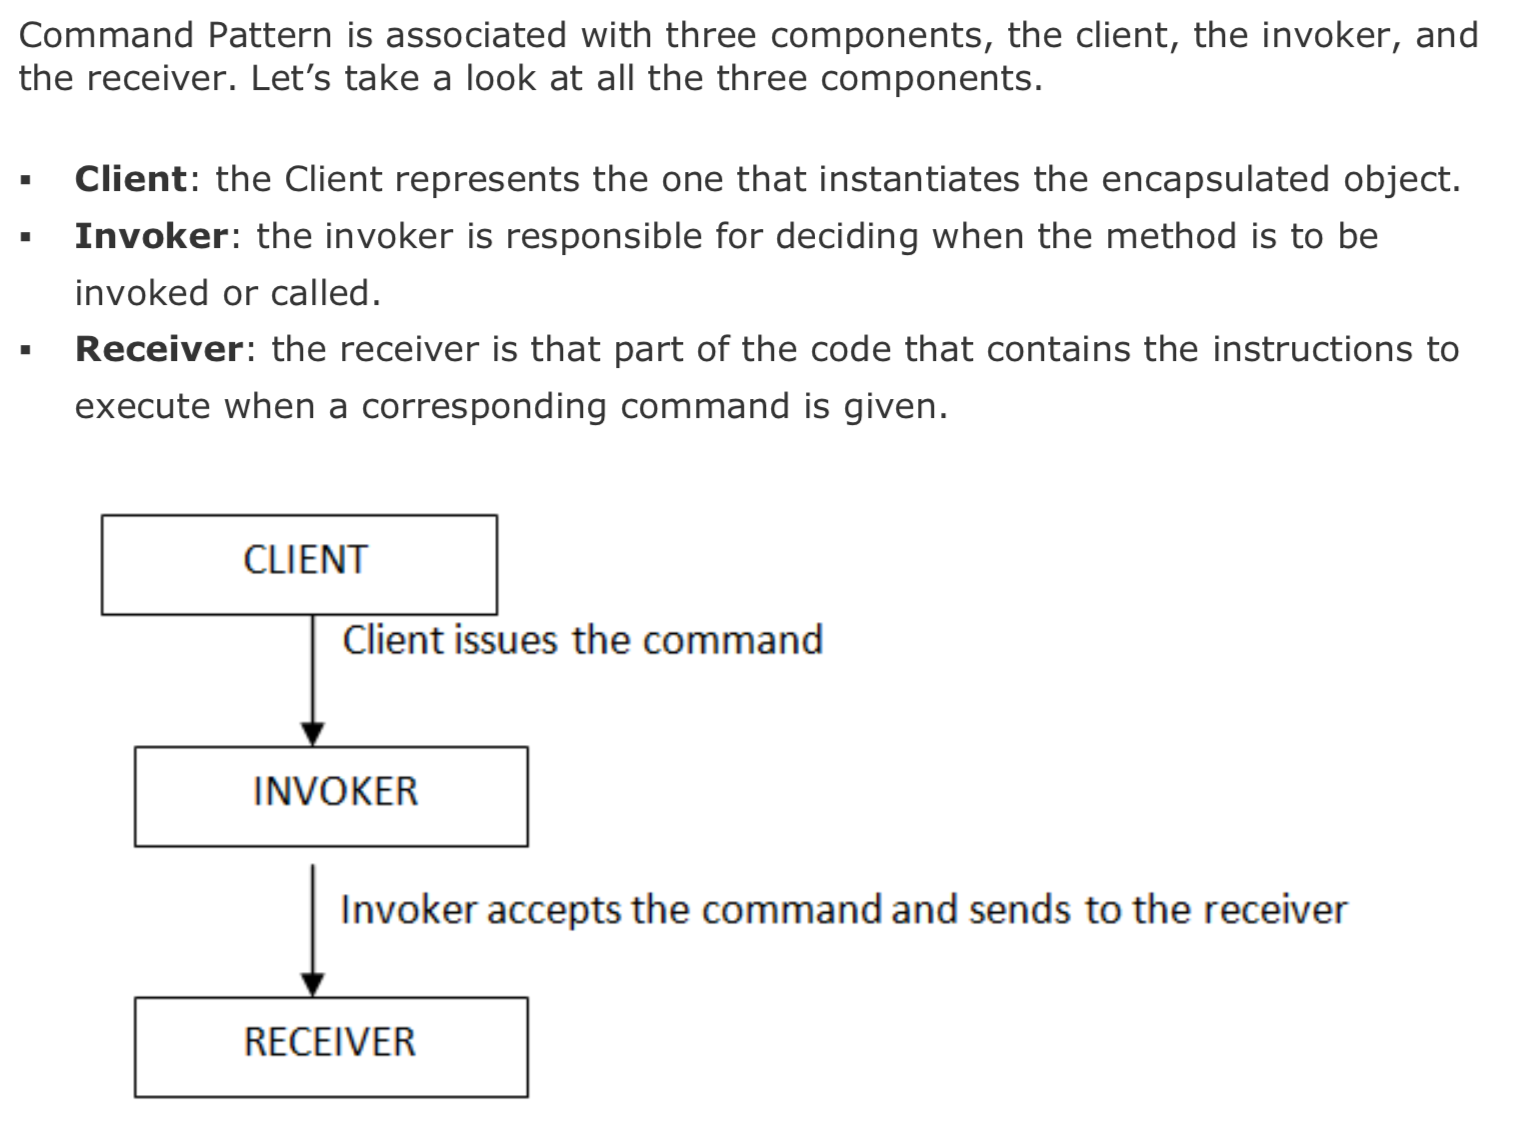 Command Pattern is associated with three components, the client, the invoker, and
the receiver. Let’s take a look at all the three components.
▪ Client: the Client represents the one that instantiates the encapsulated object.
▪ Invoker: the invoker is responsible for deciding when the method is to be
invoked or called.
▪ Receiver: the receiver is that part of the code that contains the instructions to
execute when a corresponding command is given.
CLIENT
Client issues the command
INVOKER
Invoker accepts the command and sends to the receiver
RECEIVER